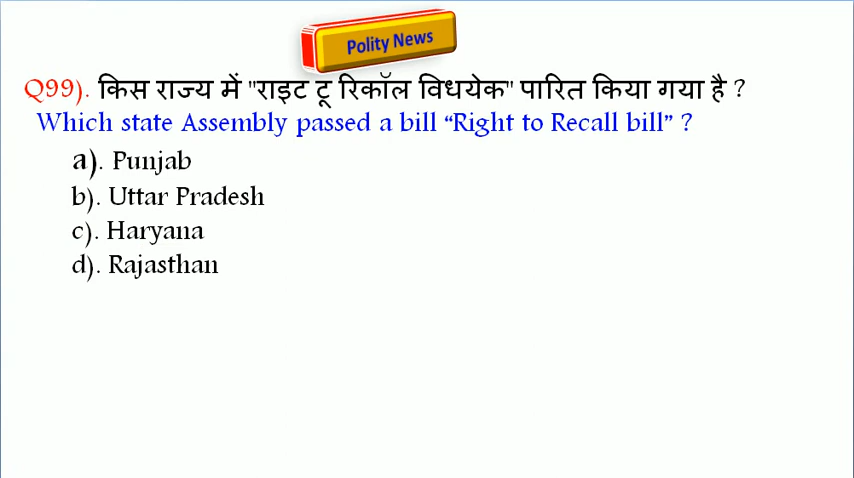 Polity News
Q99). किस राज्य में "राइट टू रिकॉल विधयेक" पारित किया गया है ?
Which state Assembly passed a bill “Right to Recall bill” ?
a). Punjab
b). Uttar Pradesh
c). Haryana
d). Rajasthan